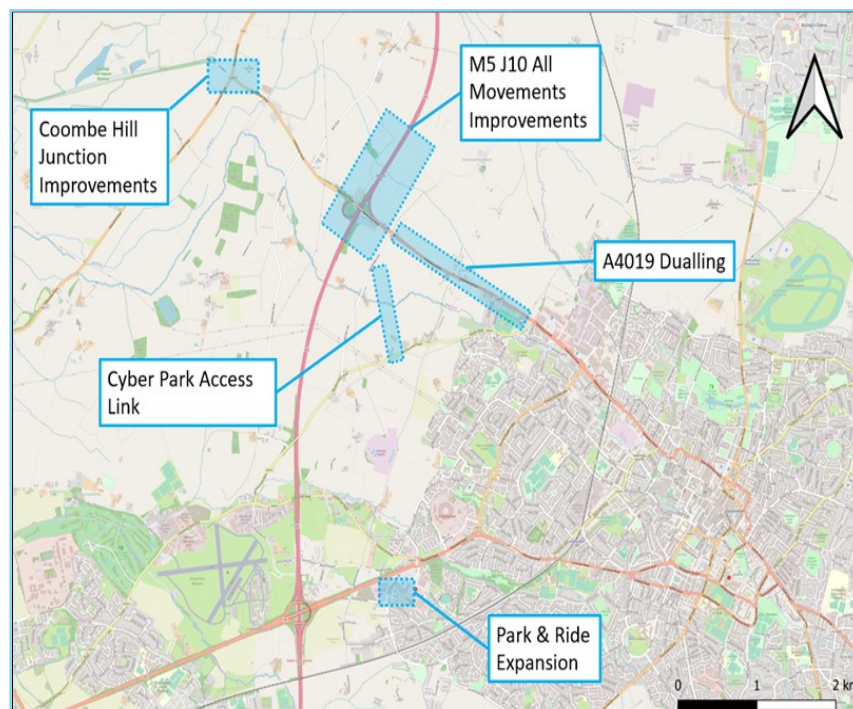 M5 J10 All
Movements
Improvements
Coombe Hill
Junction
Improvements
A4019 Dualling
Cyber Park Access
Link
Park & Ride
Expansion
0 1 2 km